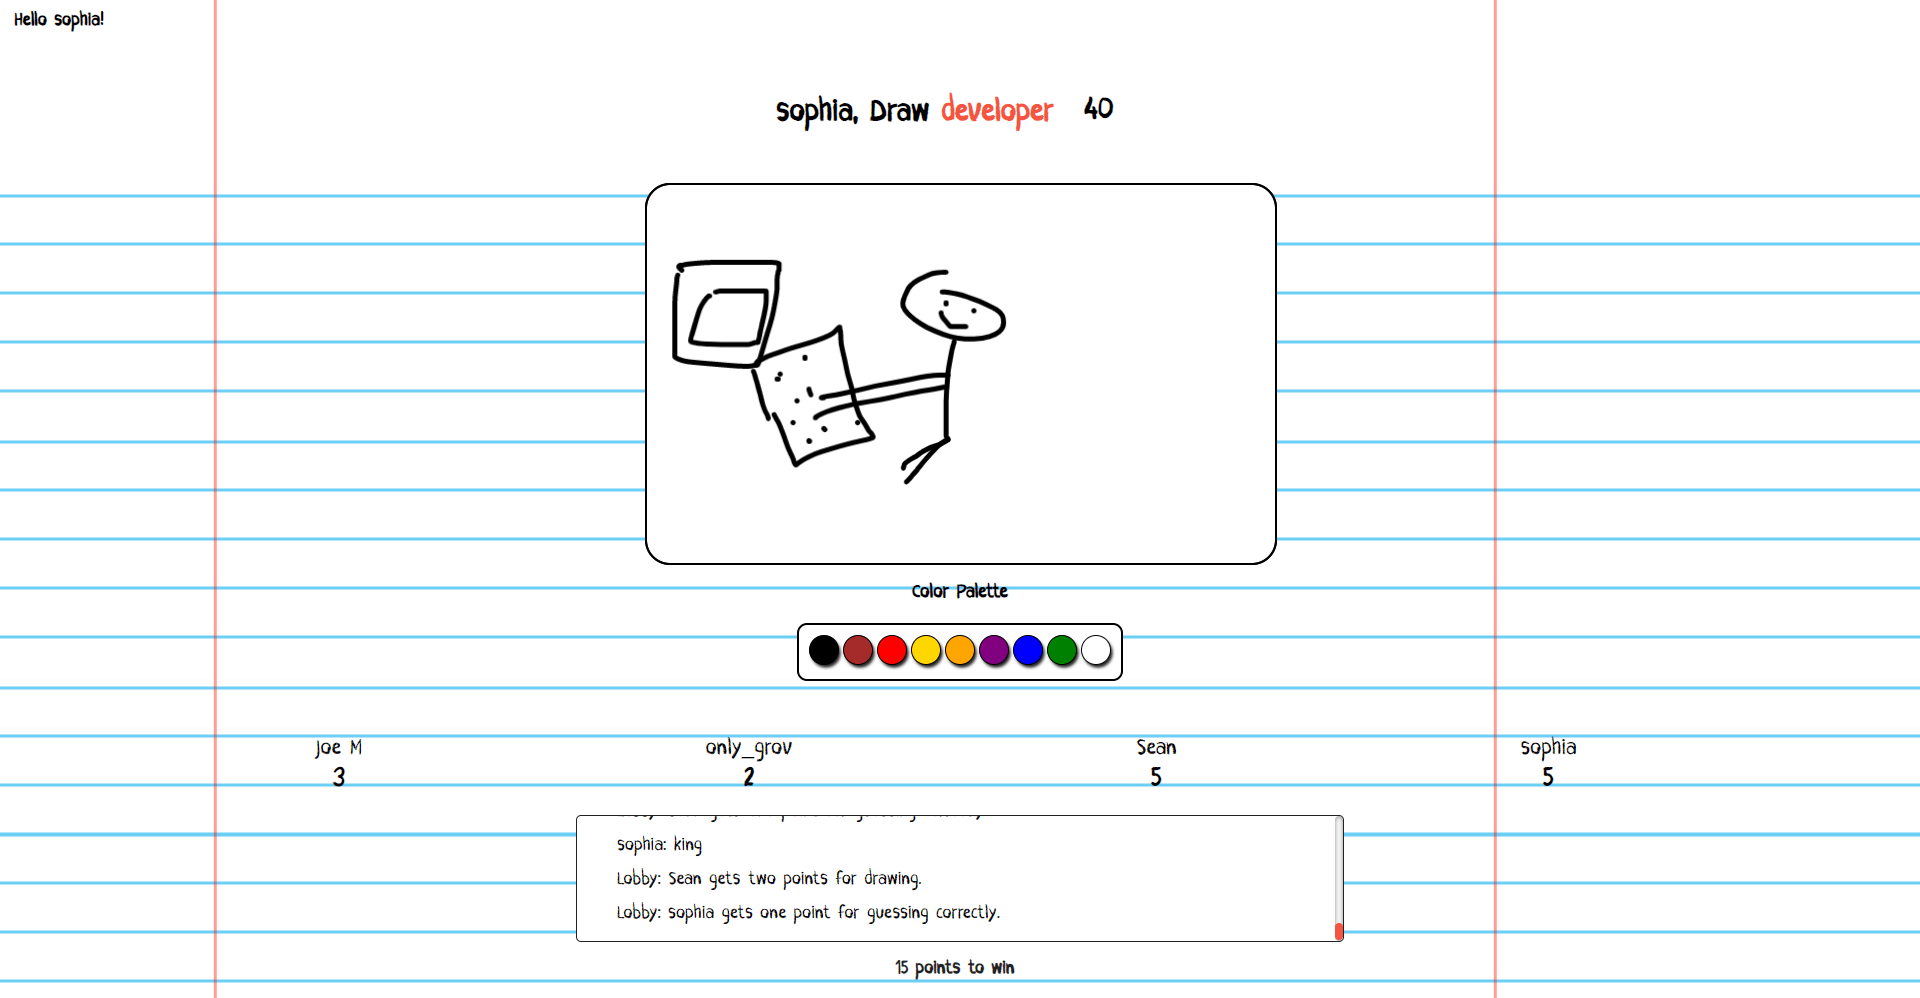 Hello sophia!
sophia, Draw developer 40
Color Palette
Joe M only_grov Sean sophia
3 2 5 5
sophia: king
Lobby: Sean gets two points for drawing.
Lobby: sophia gets one point for guessing correctly.
15 points to win